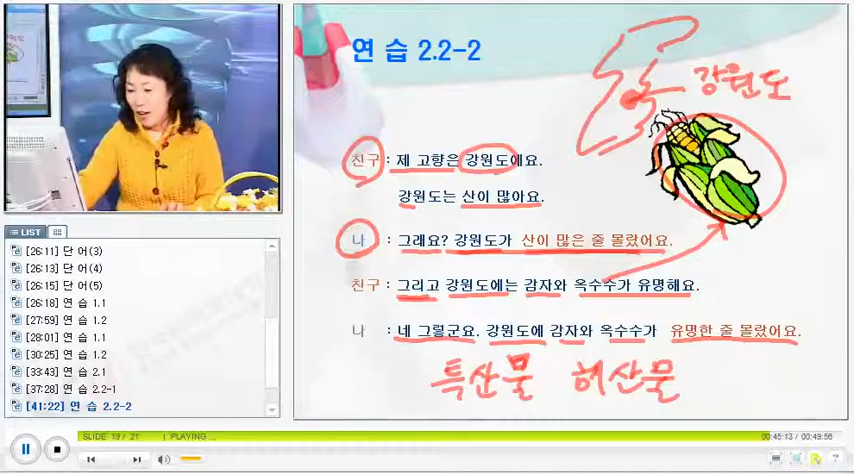 연 습 2.2-2
강원도
친구 : 제 고향은 강원도에요.
강원도는 산이 많아요.
나 : 그래요? 강원도가 산이 많은 줄 몰랐어요.
친구 : 그리고 강원도에는 감자와 옥수수가 유명해요.
나 : 네 그렇군요. 강원도에 감자와 옥수수가 유명한 줄 몰랐어요.
특산물 해산물
LIST
[26:11] 단 어(3)
[26:13] 단 어(4)
[26:15] 단 어(5)
[26:18] 연 습 1.1
[27:59] 연 습 1.2
[28:01] 연 습 1.1
[30:25] 연 습 1.2
[33:43] 연 습 2.1
[37:28] 연 습 2.2-1
[41:22] 연 습 2.2-2
SLIDE 19 / 21 | PLAYING ...
00:45:13 / 00:49:56